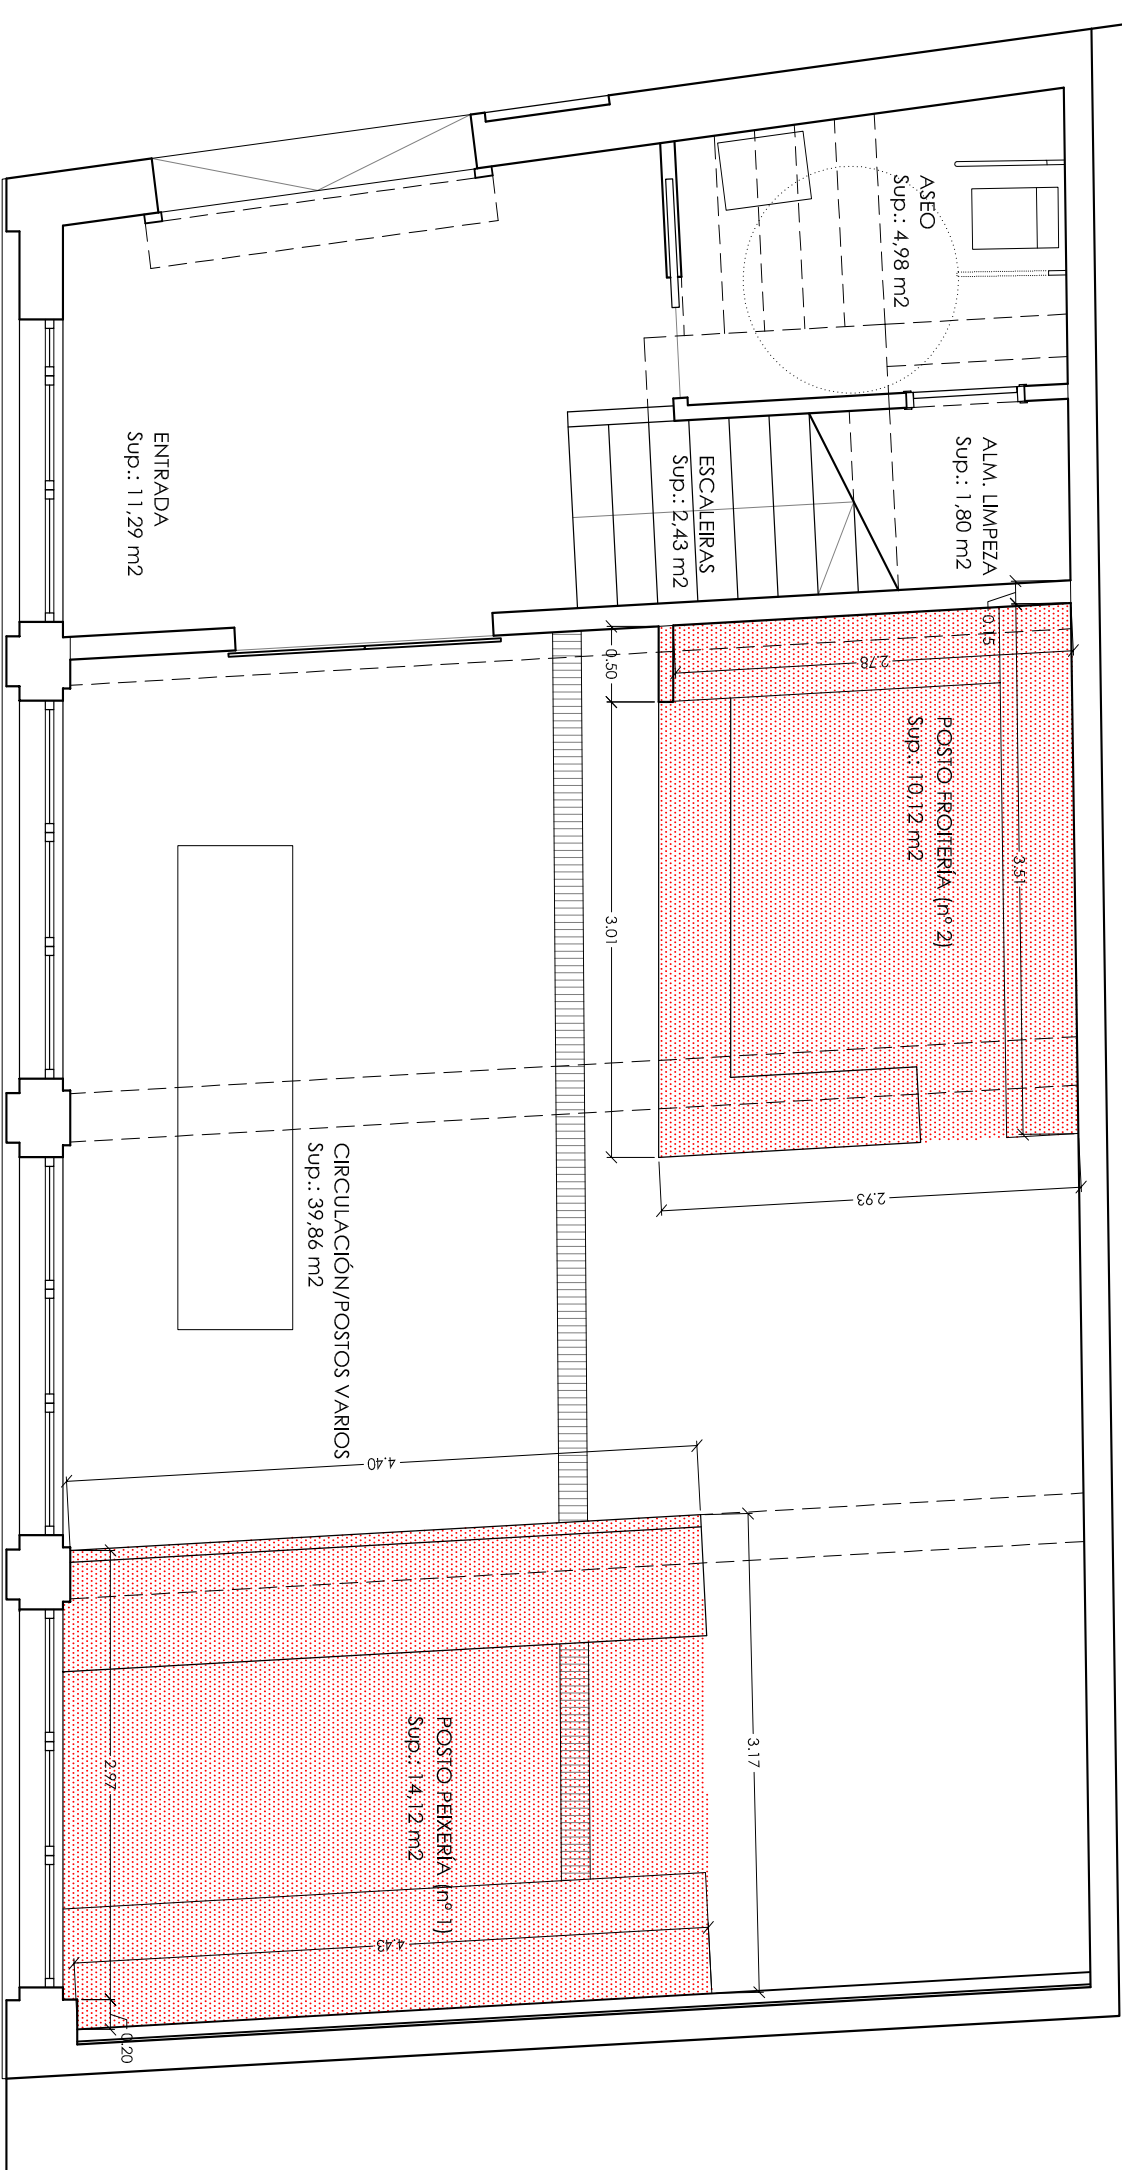 ASEO
Sup.: 4,98 m2
ALM. LIMPEZA
Sup.: 1,80 m2
ESCALEIRAS
Sup.: 2,43 m2
ENTRADA
Sup.: 11,29 m2
0.15
2.78
0.50
POSTO FROITERÍA (nº 2)
Sup.: 10,12 m2
3.51
3.01
2.93
CIRCULACIÓN/POSTOS VARIOS
Sup.: 39,86 m2
4.40
3.17
2.97
POSTO PEIXERÍA (nº 1)
Sup.: 14,12 m2
4.43
0.20